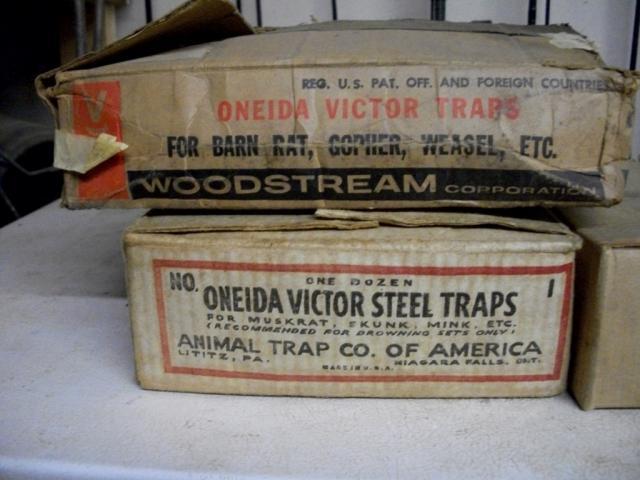 REG. U.S. PAT. OFF. AND FOREIGN COUNTRIES
V
ONEIDA VICTOR TRAPS
FOR BARN RAT, GOPHER, WEASEL, ETC.
WOODSTREAM CORPORATION
ONE DOZEN
NO. ONEIDA VICTOR STEEL TRAPS 1
FOR MUSKRAT, SKUNK, MINK, ETC.
(RECOMMENDED FOR DROWNING SETS ONLY)
ANIMAL TRAP CO. OF AMERICA
LITITZ, PA. NIAGARA FALLS, ONT.
MADE IN U.S.A.